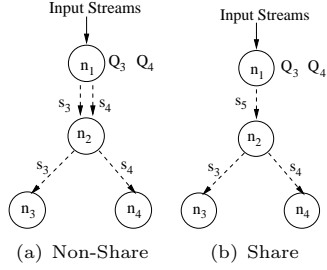 Input Streams Input Streams
n1 Q3 Q4 n1 Q3 Q4
s3 s4 s5
n2 n2
s3 s4 s3 s4
n3 n4 n3 n4
(a) Non-Share (b) Share